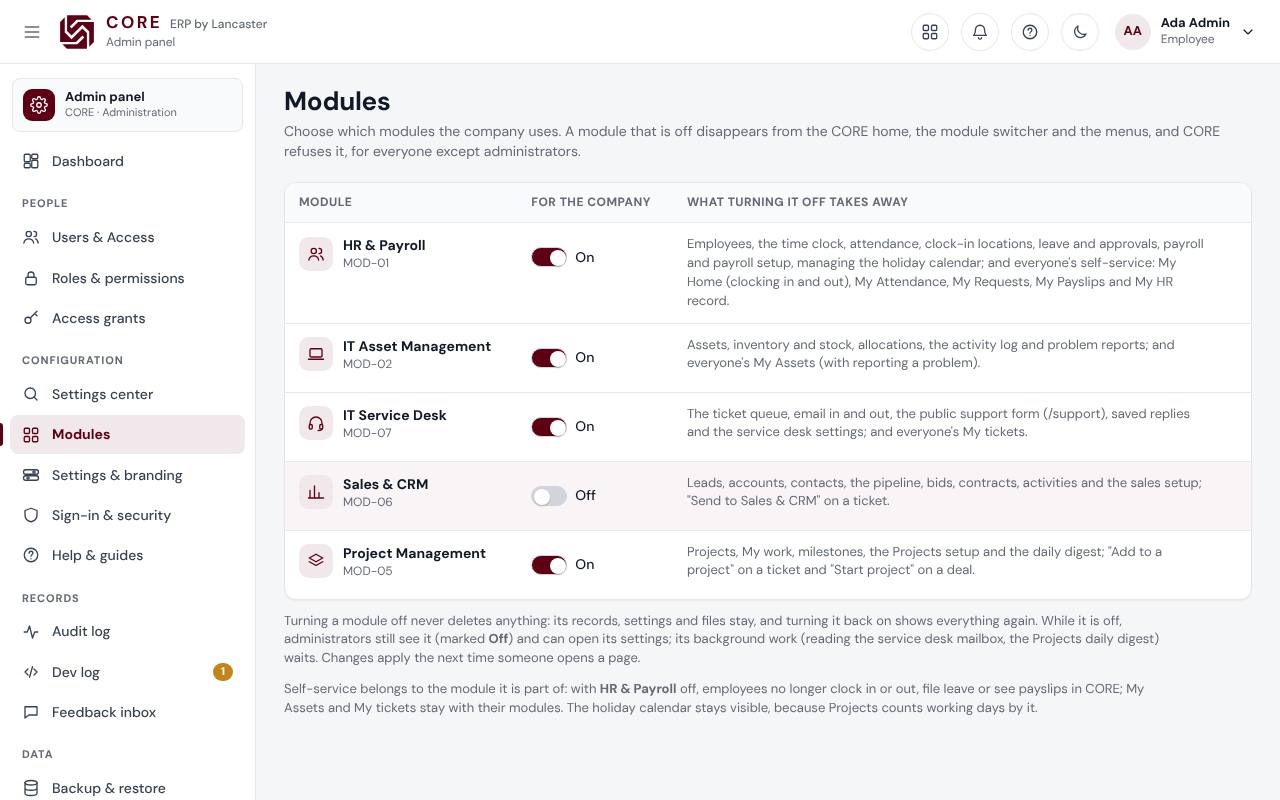 CORE ERP by Lancaster
Admin panel
AA
Ada Admin
Employee
Admin panel
CORE · Administration
Dashboard
PEOPLE
Users & Access
Roles & permissions
Access grants
CONFIGURATION
Settings center
Modules
Settings & branding
Sign-in & security
Help & guides
RECORDS
Audit log
Dev log 1
Feedback inbox
DATA
Backup & restore
Modules
Choose which modules the company uses. A module that is off disappears from the CORE home, the module switcher and the menus, and CORE
refuses it, for everyone except administrators.
MODULE FOR THE COMPANY WHAT TURNING IT OFF TAKES AWAY
HR & Payroll
MOD-01
On
Employees, the time clock, attendance, clock-in locations, leave and approvals, payroll
and payroll setup, managing the holiday calendar; and everyone's self-service: My
Home (clocking in and out), My Attendance, My Requests, My Payslips and My HR
record.
IT Asset Management
MOD-02
On
Assets, inventory and stock, allocations, the activity log and problem reports; and
everyone's My Assets (with reporting a problem).
IT Service Desk
MOD-07
On
The ticket queue, email in and out, the public support form (/support), saved replies
and the service desk settings; and everyone's My tickets.
Sales & CRM
MOD-06
Off
Leads, accounts, contacts, the pipeline, bids, contracts, activities and the sales setup;
"Send to Sales & CRM" on a ticket.
Project Management
MOD-05
On
Projects, My work, milestones, the Projects setup and the daily digest; "Add to a
project" on a ticket and "Start project" on a deal.
Turning a module off never deletes anything: its records, settings and files stay, and turning it back on shows everything again. While it is off,
administrators still see it (marked Off) and can open its settings; its background work (reading the service desk mailbox, the Projects daily digest)
waits. Changes apply the next time someone opens a page.
Self-service belongs to the module it is part of: with HR & Payroll off, employees no longer clock in or out, file leave or see payslips in CORE; My
Assets and My tickets stay with their modules. The holiday calendar stays visible, because Projects counts working days by it.